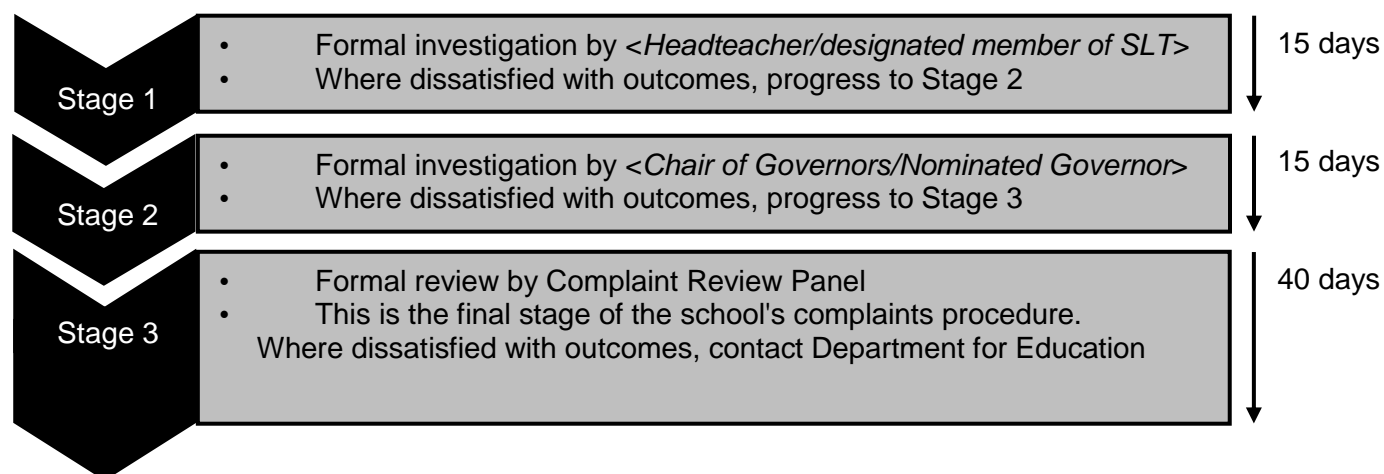 Stage 1
• Formal investigation by <Headteacher/designated member of SLT>
• Where dissatisfied with outcomes, progress to Stage 2
15 days
Stage 2
• Formal investigation by <Chair of Governors/Nominated Governor>
• Where dissatisfied with outcomes, progress to Stage 3
15 days
Stage 3
• Formal review by Complaint Review Panel
• This is the final stage of the school's complaints procedure.
Where dissatisfied with outcomes, contact Department for Education
40 days